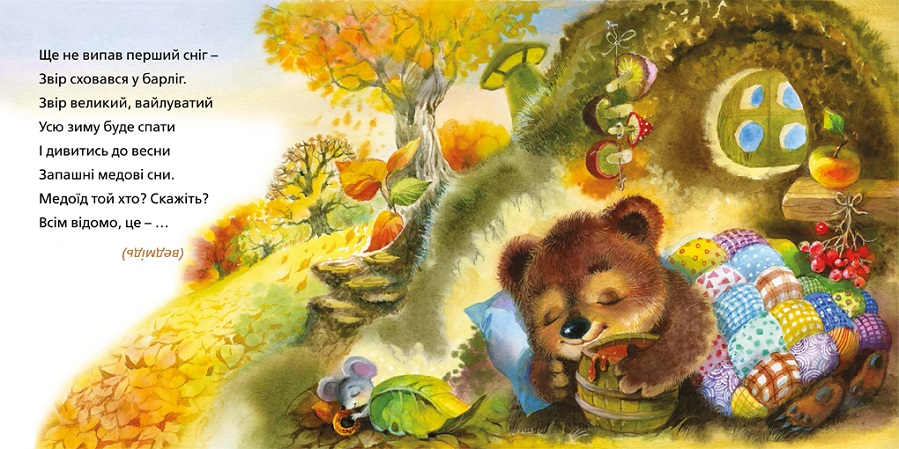 Ще не випав перший сніг –
Звір сховався у барліг.
Звір великий, вайлуватий
Усю зиму буде спати
І дивитись до весни
Запашні медові сни.
Медоїд той хто? Скажіть?
Всім відомо, це – ...
(ведмідь)